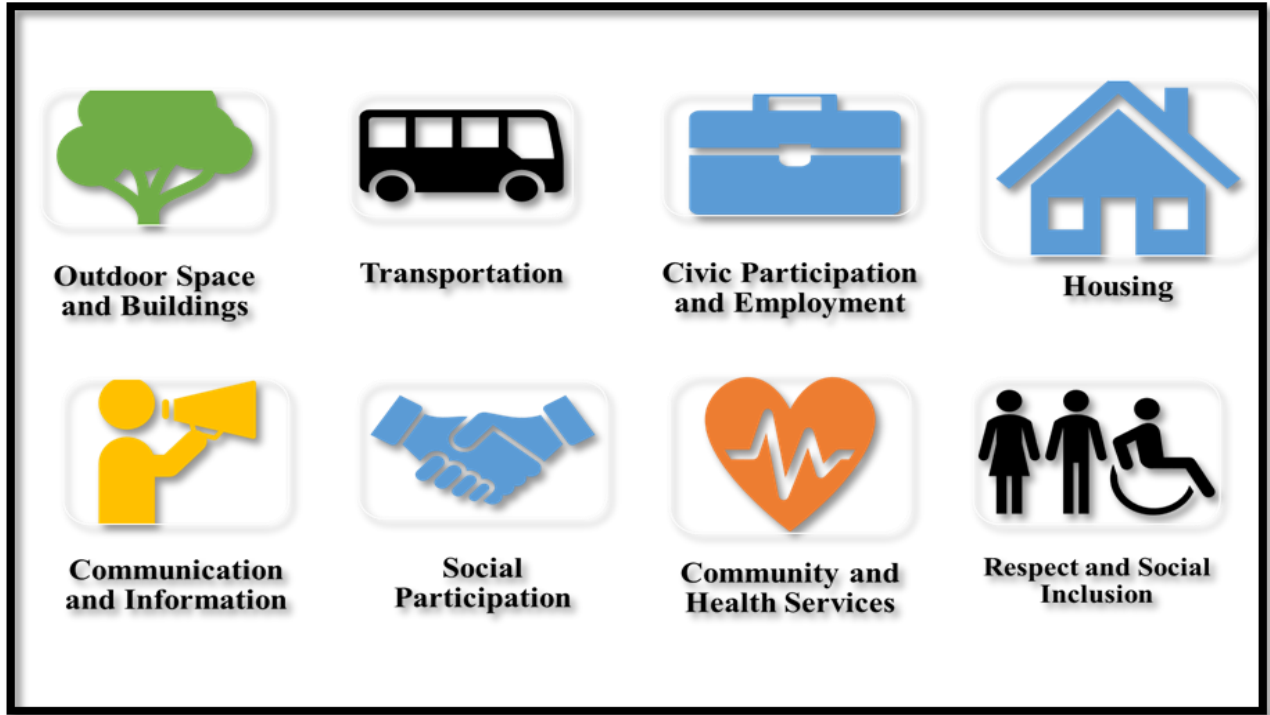 Outdoor Space
and Buildings
Transportation
Civic Participation
and Employment
Housing
Communication
and Information
Social
Participation
Community and
Health Services
Respect and Social
Inclusion